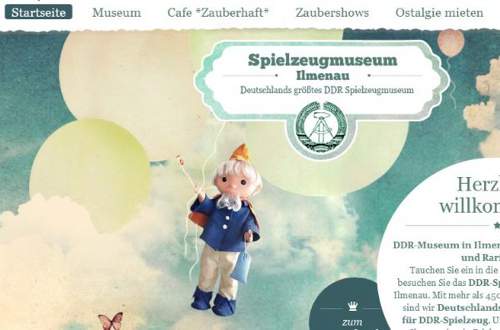 Startseite Museum Cafe *Zauberhaft* Zaubershows Ostalgie mieten
Spielzeugmuseum
Ilmenau
Deutschlands größtes DDR Spielzeugmuseum
Herz
willkom
DDR-Museum in Ilmen
und Rari
Tauchen Sie ein in die
besuchen Sie das DDR-Sp
Ilmenau. Mit mehr als 450
sind wir Deutschlands
für DDR-Spielzeug. U
zum